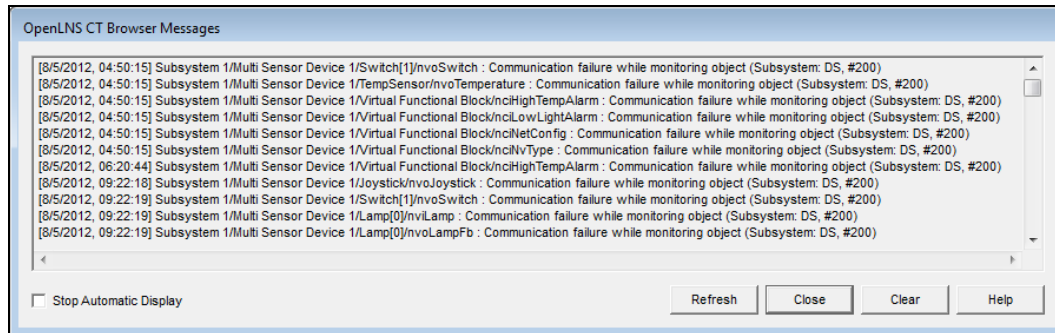 OpenLNS CT Browser Messages
[8/5/2012, 04:50:15] Subsystem 1/Multi Sensor Device 1/Switch[1]/nvoSwitch : Communication failure while monitoring object (Subsystem: DS, #200)
[8/5/2012, 04:50:15] Subsystem 1/Multi Sensor Device 1/TempSensor/nvoTemperature : Communication failure while monitoring object (Subsystem: DS, #200)
[8/5/2012, 04:50:15] Subsystem 1/Multi Sensor Device 1/Virtual Functional Block/nciHighTempAlarm : Communication failure while monitoring object (Subsystem: DS, #200)
[8/5/2012, 04:50:15] Subsystem 1/Multi Sensor Device 1/Virtual Functional Block/nciLowLightAlarm : Communication failure while monitoring object (Subsystem: DS, #200)
[8/5/2012, 04:50:15] Subsystem 1/Multi Sensor Device 1/Virtual Functional Block/nciNetConfig : Communication failure while monitoring object (Subsystem: DS, #200)
[8/5/2012, 04:50:15] Subsystem 1/Multi Sensor Device 1/Virtual Functional Block/nciNvType : Communication failure while monitoring object (Subsystem: DS, #200)
[8/5/2012, 06:20:44] Subsystem 1/Multi Sensor Device 1/Virtual Functional Block/nciHighTempAlarm : Communication failure while monitoring object (Subsystem: DS, #200)
[8/5/2012, 09:22:18] Subsystem 1/Multi Sensor Device 1/Joystick/nvoJoystick : Communication failure while monitoring object (Subsystem: DS, #200)
[8/5/2012, 09:22:19] Subsystem 1/Multi Sensor Device 1/Switch[1]/nvoSwitch : Communication failure while monitoring object (Subsystem: DS, #200)
[8/5/2012, 09:22:19] Subsystem 1/Multi Sensor Device 1/Lamp[0]/nviLamp : Communication failure while monitoring object (Subsystem: DS, #200)
[8/5/2012, 09:22:19] Subsystem 1/Multi Sensor Device 1/Lamp[0]/nvoLampFb : Communication failure while monitoring object (Subsystem: DS, #200)
Stop Automatic Display Refresh Close Clear Help